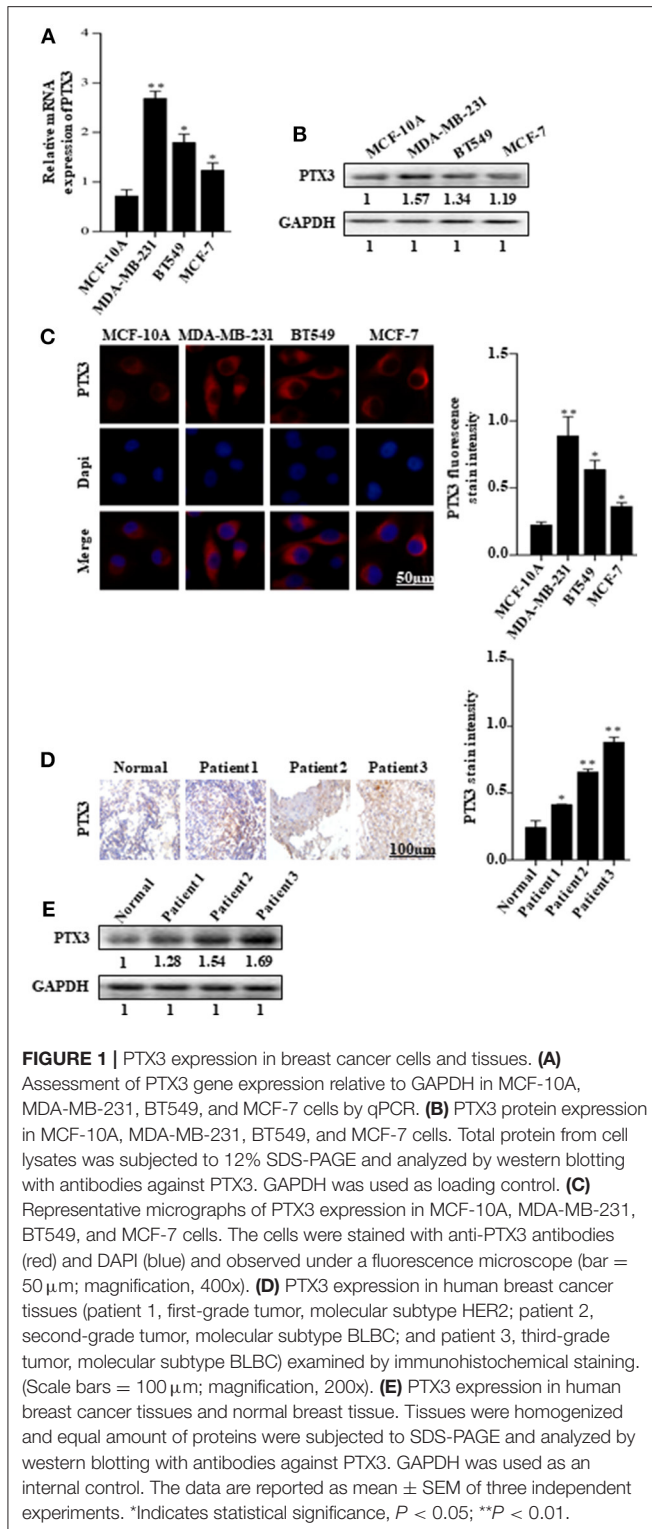 A
Relative mRNA
expression of PTX3
4
3
2
1
0
**
*
*
MCF-10A
MDA-MB-231
BT549
MCF-7
B
MCF-10A
MDA-MB-231
BT549
MCF-7
PTX3
1 1.57 1.34 1.19
GAPDH
1 1 1 1
C
MCF-10A MDA-MB-231 BT549 MCF-7
PTX3
Dapi
Merge
50μm
PTX3 fluorescence
stain intensity
1.5
1.0
0.5
0.0
**
*
*
MCF-10A
MDA-MB-231
BT549
MCF-7
D
Normal Patient1 Patient2 Patient3
PTX3
100um
PTX3 stain intensity
1.5
1.0
0.5
0.0
*
**
**
Normal
Patient 1
Patient 2
Patient 3
E
Normal
Patient1
Patient2
Patient3
PTX3
1 1.28 1.54 1.69
GAPDH
1 1 1 1
FIGURE 1 | PTX3 expression in breast cancer cells and tissues. (A)
Assessment of PTX3 gene expression relative to GAPDH in MCF-10A,
MDA-MB-231, BT549, and MCF-7 cells by qPCR. (B) PTX3 protein expression
in MCF-10A, MDA-MB-231, BT549, and MCF-7 cells. Total protein from cell
lysates was subjected to 12% SDS-PAGE and analyzed by western blotting
with antibodies against PTX3. GAPDH was used as loading control. (C)
Representative micrographs of PTX3 expression in MCF-10A, MDA-MB-231,
BT549, and MCF-7 cells. The cells were stained with anti-PTX3 antibodies
(red) and DAPI (blue) and observed under a fluorescence microscope (bar =
50 μm; magnification, 400x). (D) PTX3 expression in human breast cancer
tissues (patient 1, first-grade tumor, molecular subtype HER2; patient 2,
second-grade tumor, molecular subtype BLBC; and patient 3, third-grade
tumor, molecular subtype BLBC) examined by immunohistochemical staining.
(Scale bars = 100 μm; magnification, 200x). (E) PTX3 expression in human
breast cancer tissues and normal breast tissue. Tissues were homogenized
and equal amount of proteins were subjected to SDS-PAGE and analyzed by
western blotting with antibodies against PTX3. GAPDH was used as an
internal control. The data are reported as mean ± SEM of three independent
experiments. *Indicates statistical significance, P < 0.05; **P < 0.01.